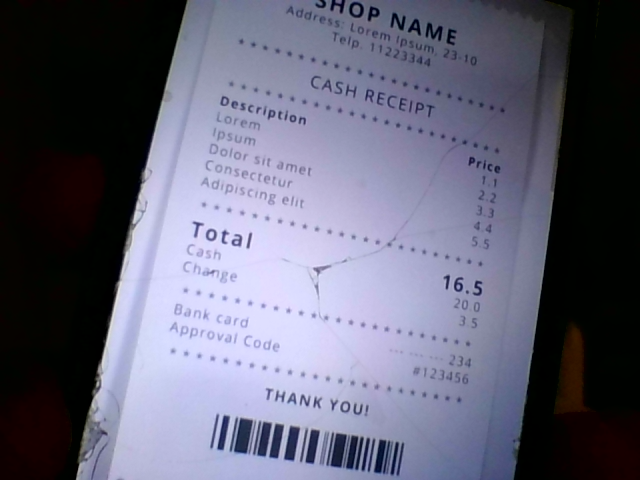 SHOP NAME
Address: Lorem Ipsum, 23-10
Telp. 11223344
CASH RECEIPT
Description Price
Lorem 1.1
Ipsum 2.2
Dolor sit amet 3.3
Consectetur 4.4
Adipiscing elit 5.5
Total 16.5
Cash 20.0
Change 3.5
Bank card --- --- --- 234
Approval Code #123456
THANK YOU!